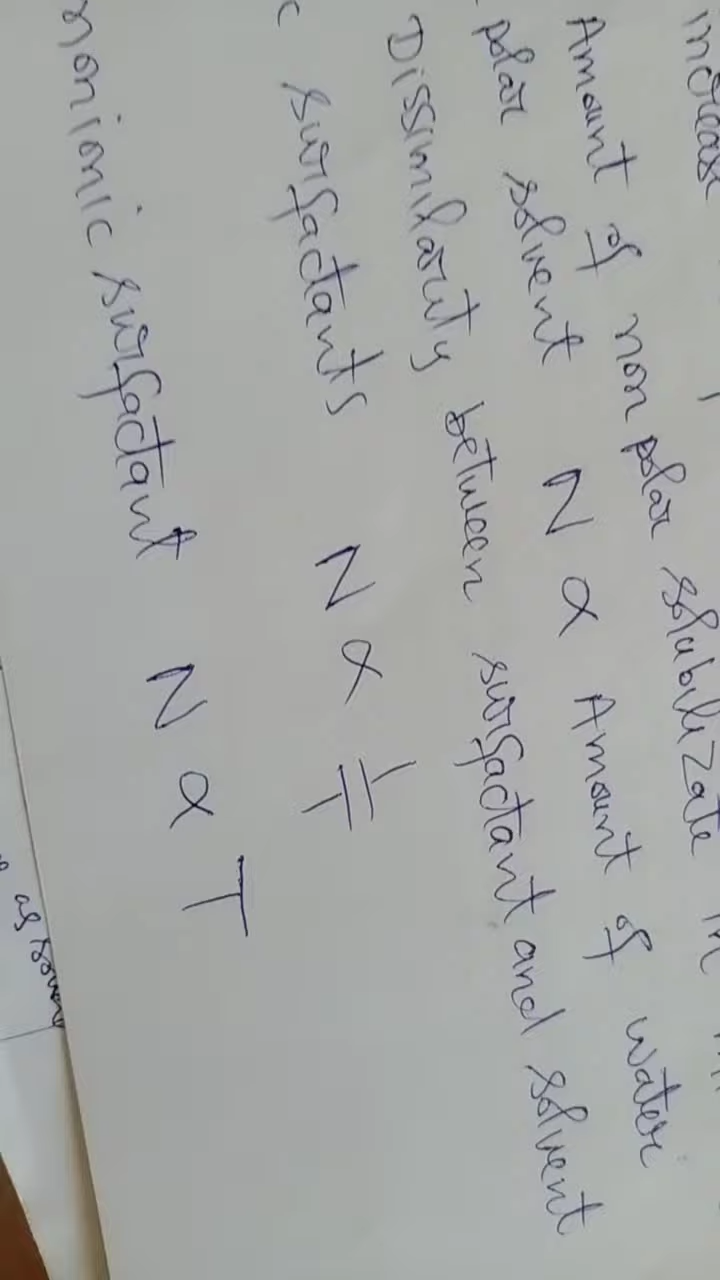 increase
Amount of non polar solubilizate in
polar solvent N α Amount of water
Dissimilarity between surfactant and solvent
c surfactants N α 1/T
nonionic surfactant N α T